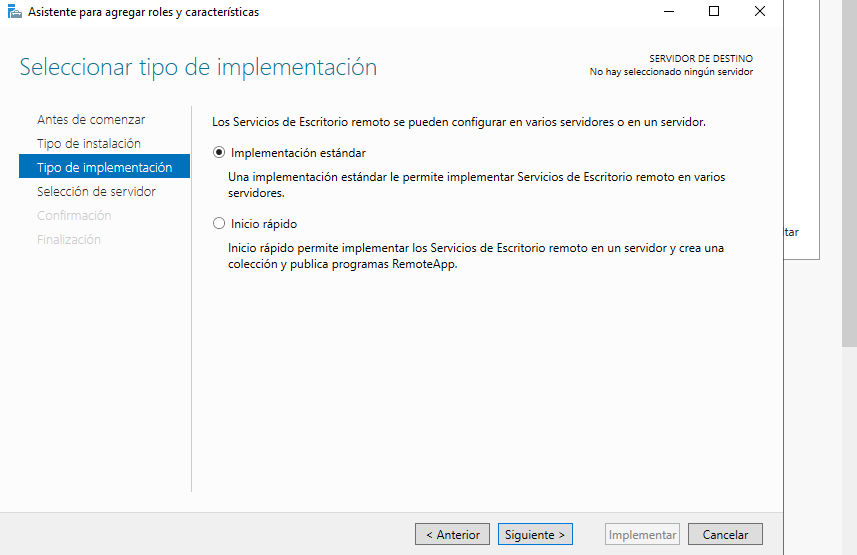 Asistente para agregar roles y características
Seleccionar tipo de implementación
SERVIDOR DE DESTINO
No hay seleccionado ningún servidor
Antes de comenzar
Tipo de instalación
Tipo de implementación
Selección de servidor
Confirmación
Finalización
Los Servicios de Escritorio remoto se pueden configurar en varios servidores o en un servidor.
Implementación estándar
Una implementación estándar le permite implementar Servicios de Escritorio remoto en varios
servidores.
Inicio rápido
Inicio rápido permite implementar los Servicios de Escritorio remoto en un servidor y crea una
colección y publica programas RemoteApp.
ltar
< Anterior
Siguiente >
Implementar
Cancelar